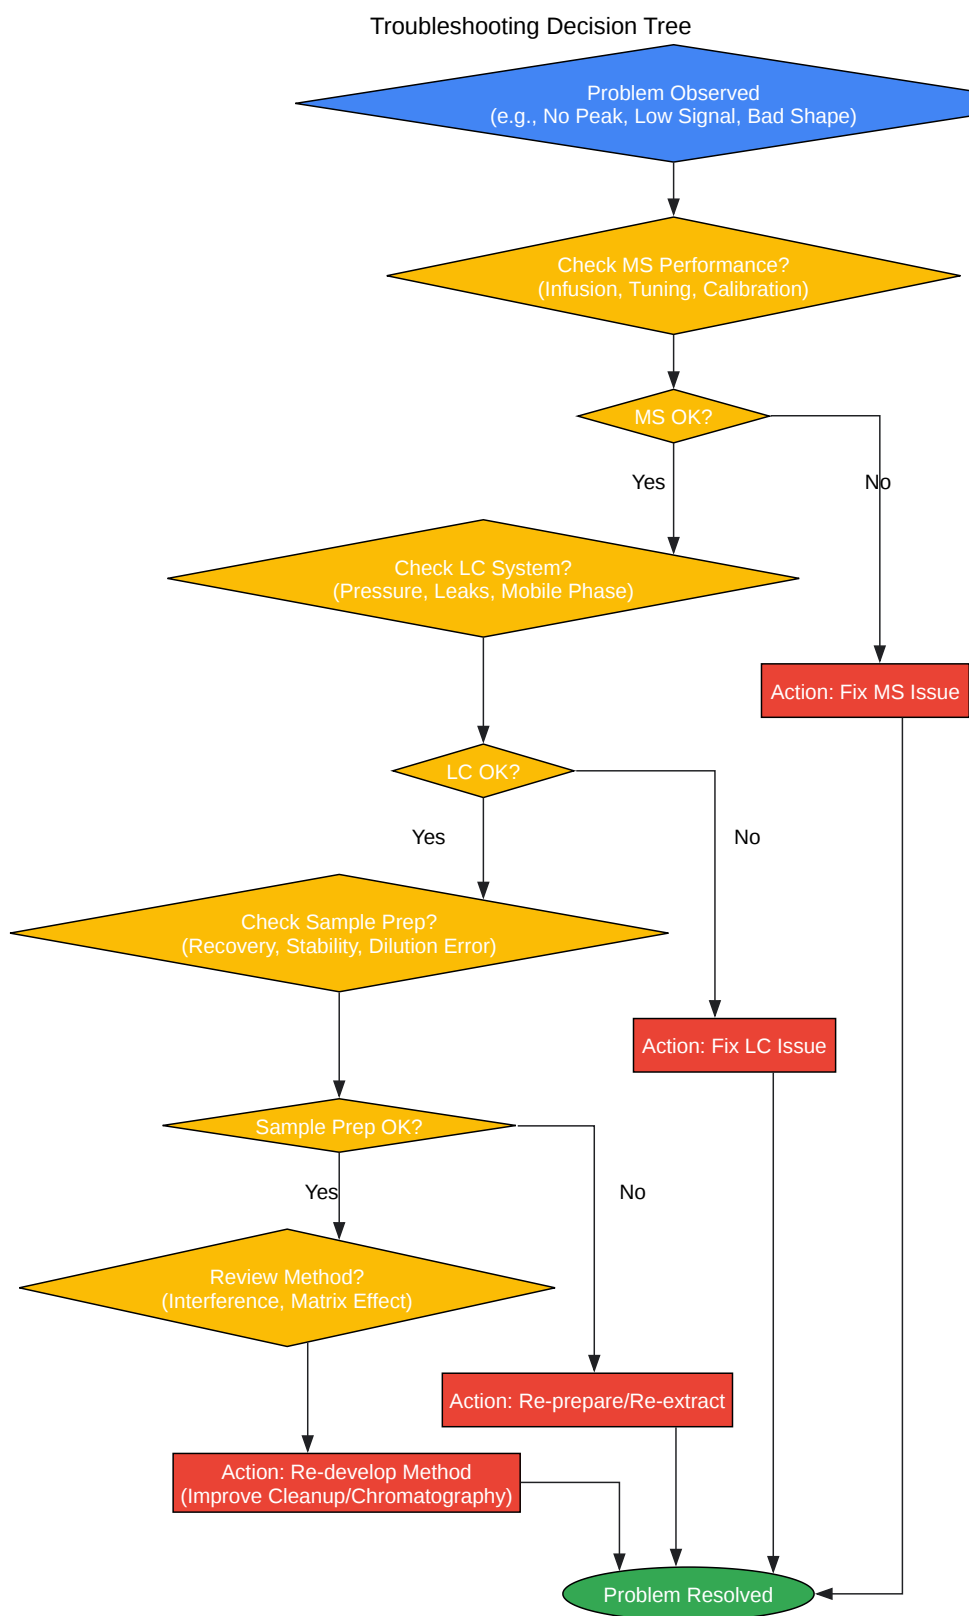 Troubleshooting Decision Tree
Problem Observed
(e.g., No Peak, Low Signal, Bad Shape)
Check MS Performance?
(Infusion, Tuning, Calibration)
MS OK?
Yes
No
Check LC System?
(Pressure, Leaks, Mobile Phase)
Action: Fix MS Issue
LC OK?
Yes
No
Check Sample Prep?
(Recovery, Stability, Dilution Error)
Action: Fix LC Issue
Sample Prep OK?
Yes
No
Review Method?
(Interference, Matrix Effect)
Action: Re-prepare/Re-extract
Action: Re-develop Method
(Improve Cleanup/Chromatography)
Problem Resolved